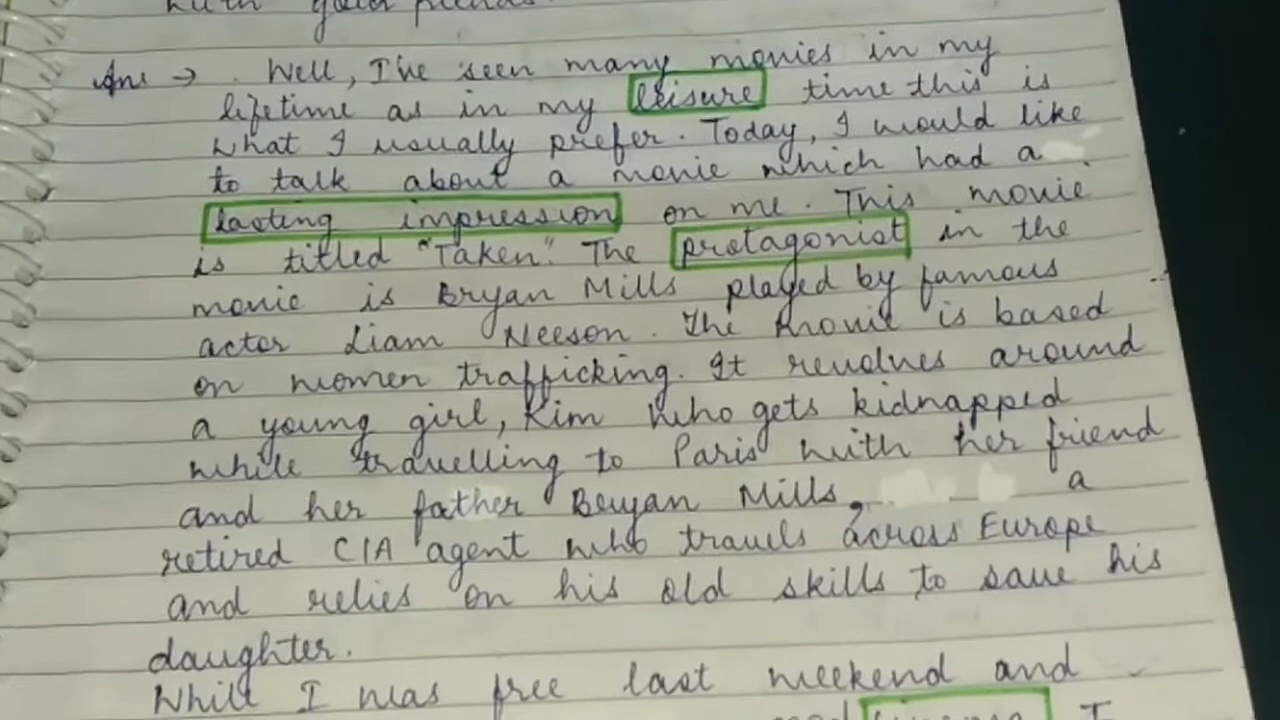 with your friends.
Ans → . Well, I've seen many movies in my
lifetime as in my leisure time this is
what I usually prefer. Today, I would like
to talk about a movie which had a
lasting impression on me. This movie
is titled "Taken". The protagonist in the
movie is Bryan Mills played by famous
actor Liam Neeson. The movie is based
on women trafficking. It revolves around
a young girl, Kim who gets kidnapped
while travelling to Paris with her friend
and her father Bryan Mills, a
retired CIA agent who travels across Europe
and relies on his old skills to save his
daughter.
While I was free last weekend and
I